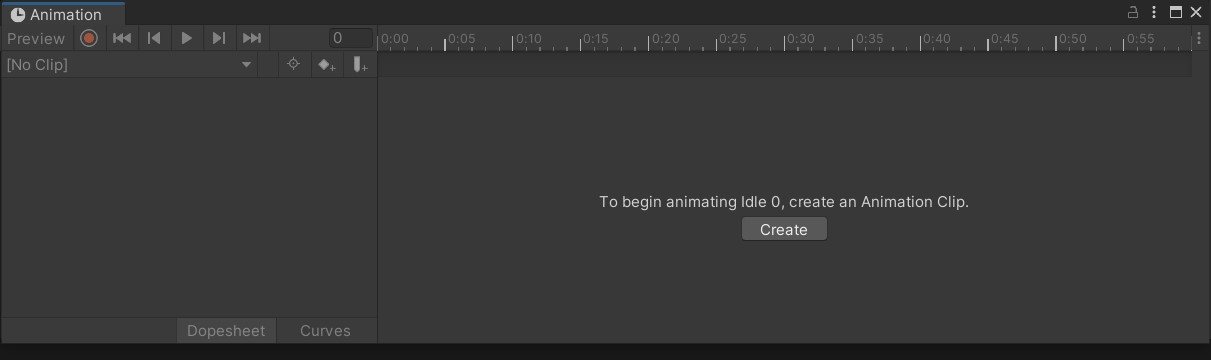 Animation
Preview 0 0:00 0:05 0:10 0:15 0:20 0:25 0:30 0:35 0:40 0:45 0:50 0:55
[No Clip]
To begin animating Idle 0, create an Animation Clip.
Create
Dopesheet Curves